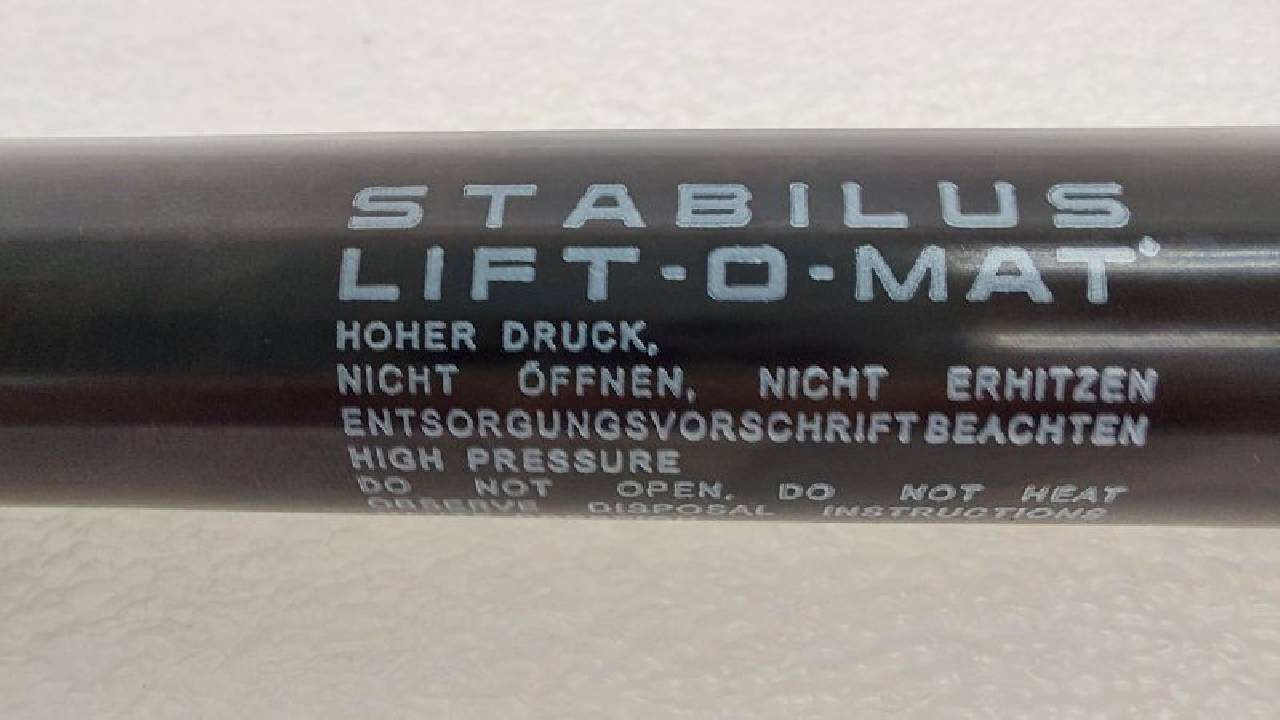 STABILUS
LIFT-O-MAT
HOHER DRUCK,
NICHT ÖFFNEN, NICHT ERHITZEN
ENTSORGUNGSVORSCHRIFT BEACHTEN
HIGH PRESSURE
DO NOT OPEN. DO NOT HEAT
OBSERVE DISPOSAL INSTRUCTIONS